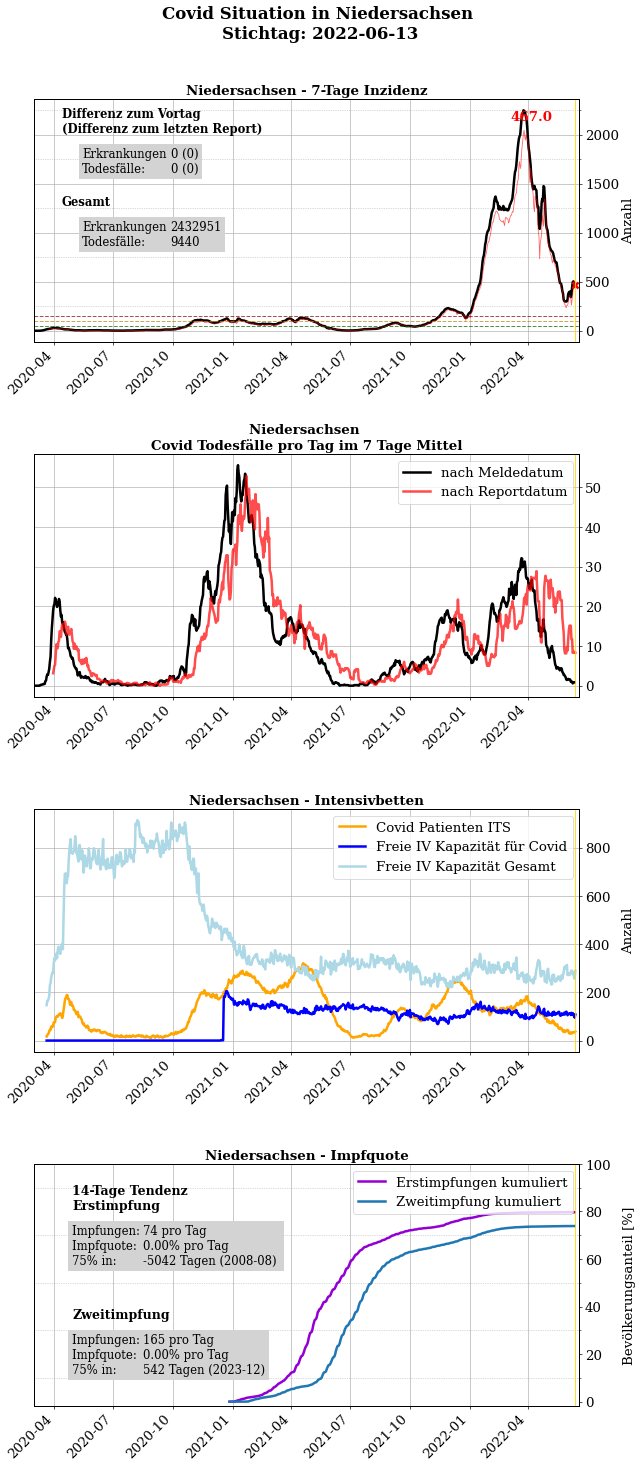 Covid Situation in Niedersachsen
Stichtag: 2022-06-13
Niedersachsen - 7-Tage Inzidenz
Differenz zum Vortag
(Differenz zum letzten Report)
Erkrankungen 0 (0)
Todesfälle: 0 (0)
Gesamt
Erkrankungen 2432951
Todesfälle: 9440
2000
1500
1000
500
0
Anzahl
2020-04 2020-07 2020-10 2021-01 2021-04 2021-07 2021-10 2022-01 2022-04
Niedersachsen
Covid Todesfälle pro Tag im 7 Tage Mittel
nach Meldedatum
nach Reportdatum
50
40
30
20
10
0
2020-04 2020-07 2020-10 2021-01 2021-04 2021-07 2021-10 2022-01 2022-04
Niedersachsen - Intensivbetten
Covid Patienten ITS
Freie IV Kapazität für Covid
Freie IV Kapazität Gesamt
800
600
400
200
0
Anzahl
2020-04 2020-07 2020-10 2021-01 2021-04 2021-07 2021-10 2022-01 2022-04
Niedersachsen - Impfquote
14-Tage Tendenz
Erstimpfung
Impfungen: 74 pro Tag
Impfquote: 0.00% pro Tag
75% in: -5042 Tagen (2008-08)
Zweitimpfung
Impfungen: 165 pro Tag
Impfquote: 0.00% pro Tag
75% in: 542 Tagen (2023-12)
Erstimpfungen kumuliert
Zweitimpfung kumuliert
100
80
60
40
20
0
Bevölkerungsanteil [%]
2020-04 2020-07 2020-10 2021-01 2021-04 2021-07 2021-10 2022-01 2022-04